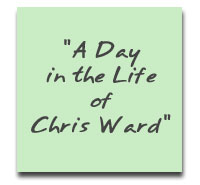 "A Day
in the Life
of
Chris Ward"